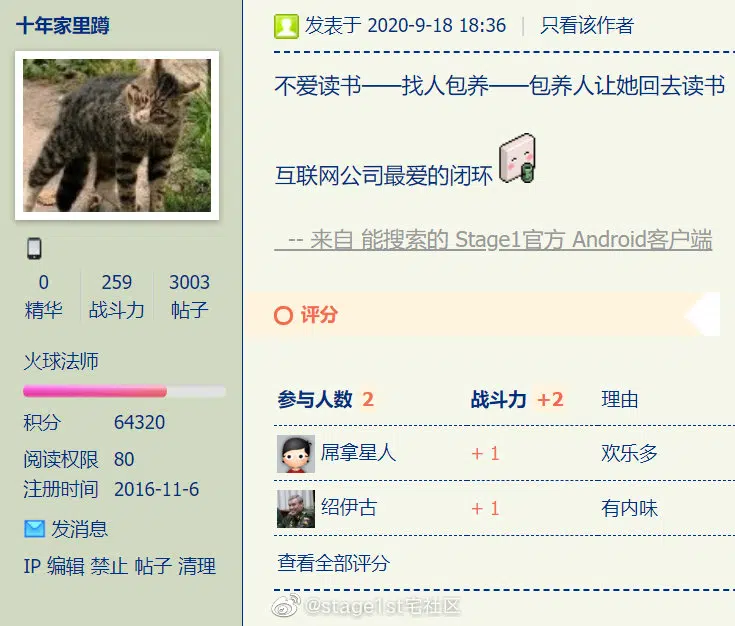 十年家里蹲
0 259 3003
精华 战斗力 帖子
火球法师
积分 64320
阅读权限 80
注册时间 2016-11-6
发消息
IP 编辑 禁止 帖子 清理
发表于 2020-9-18 18:36 | 只看该作者
不爱读书——找人包养——包养人让她回去读书
互联网公司最爱的闭环
-- 来自 能搜索的 Stage1官方 Android客户端
评分
参与人数 2 战斗力 +2 理由
屌拿星人 + 1 欢乐多
绍伊古 + 1 有内味
查看全部评分
@stage1st宅社区